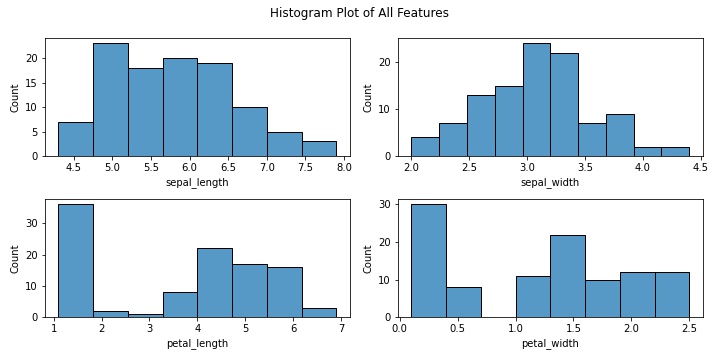 Histogram Plot of All Features
20
15
10
5
0
Count
4.5 5.0 5.5 6.0 6.5 7.0 7.5 8.0
sepal_length
20
10
0
Count
2.0 2.5 3.0 3.5 4.0 4.5
sepal_width
30
20
10
0
Count
1 2 3 4 5 6 7
petal_length
30
20
10
0
Count
0.0 0.5 1.0 1.5 2.0 2.5
petal_width